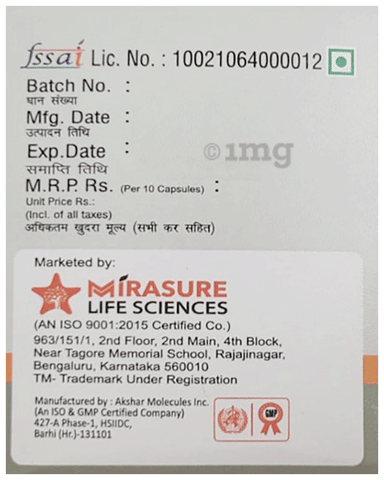 fssai Lic. No. : 10021064000012
Batch No. :
धान संख्या
Mfg. Date :
उत्पादन तिथि
Exp.Date :
समाप्ति तिथि
©1mg
M.R.P. Rs. (Per 10 Capsules) :
Unit Price Rs.:
(Incl. of all taxes)
अधिकतम खुदरा मूल्य (सभी कर सहित)
Marketed by:
MIRASURE
LIFE SCIENCES
(AN ISO 9001:2015 Certified Co.)
963/151/1, 2nd Floor, 2nd Main, 4th Block,
Near Tagore Memorial School, Rajajinagar,
Bengaluru, Karnataka 560010
TM- Trademark Under Registration
Manufactured by : Akshar Molecules Inc.
(An ISO & GMP Certified Company)
427-A Phase-1, HSIIDC,
Barhi (Hr.)-131101
GMP